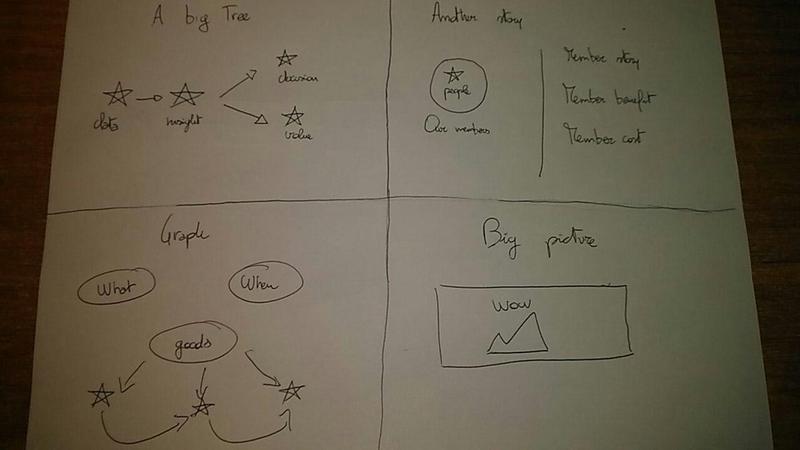 A big Tree
data
insight
decision
value
Another story
people
Our members
Member story
Member benefit
Member cost
Graph
What
When
goods
Big picture
WOW